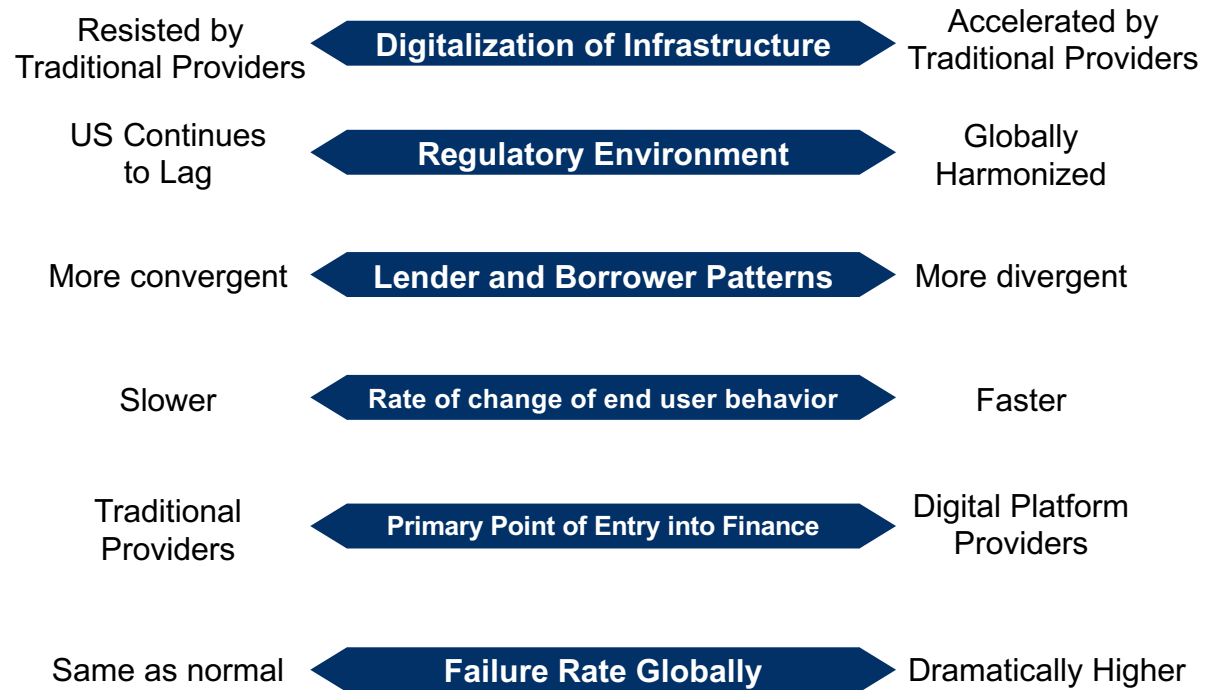 Resisted by
Traditional Providers
Digitalization of Infrastructure
Accelerated by
Traditional Providers
US Continues
to Lag
Regulatory Environment
Globally
Harmonized
More convergent
Lender and Borrower Patterns
More divergent
Slower
Rate of change of end user behavior
Faster
Traditional
Providers
Primary Point of Entry into Finance
Digital Platform
Providers
Same as normal
Failure Rate Globally
Dramatically Higher